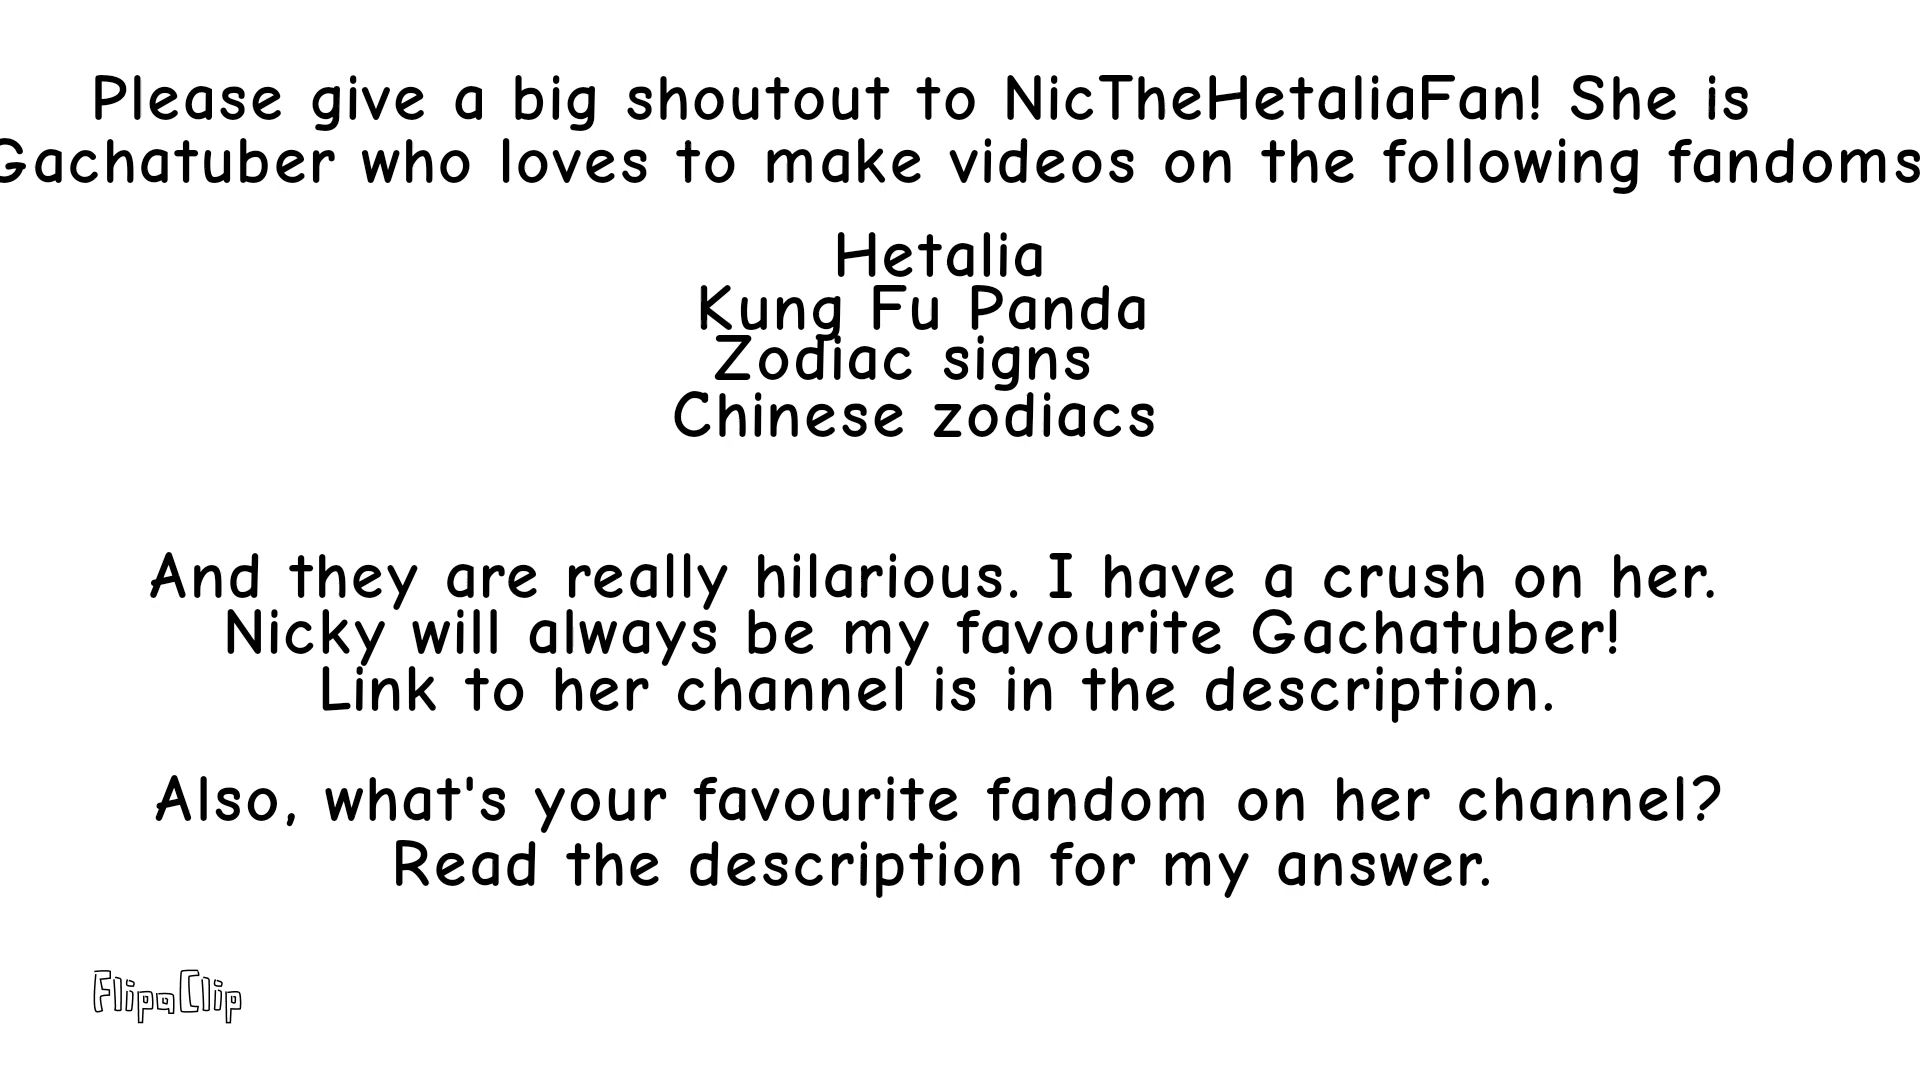 Please give a big shoutout to NicTheHetaliaFan! She is
Gachatuber who loves to make videos on the following fandoms
Hetalia
Kung Fu Panda
Zodiac signs
Chinese zodiacs
And they are really hilarious. I have a crush on her.
Nicky will always be my favourite Gachatuber!
Link to her channel is in the description.
Also, what's your favourite fandom on her channel?
Read the description for my answer.
FlipaClip